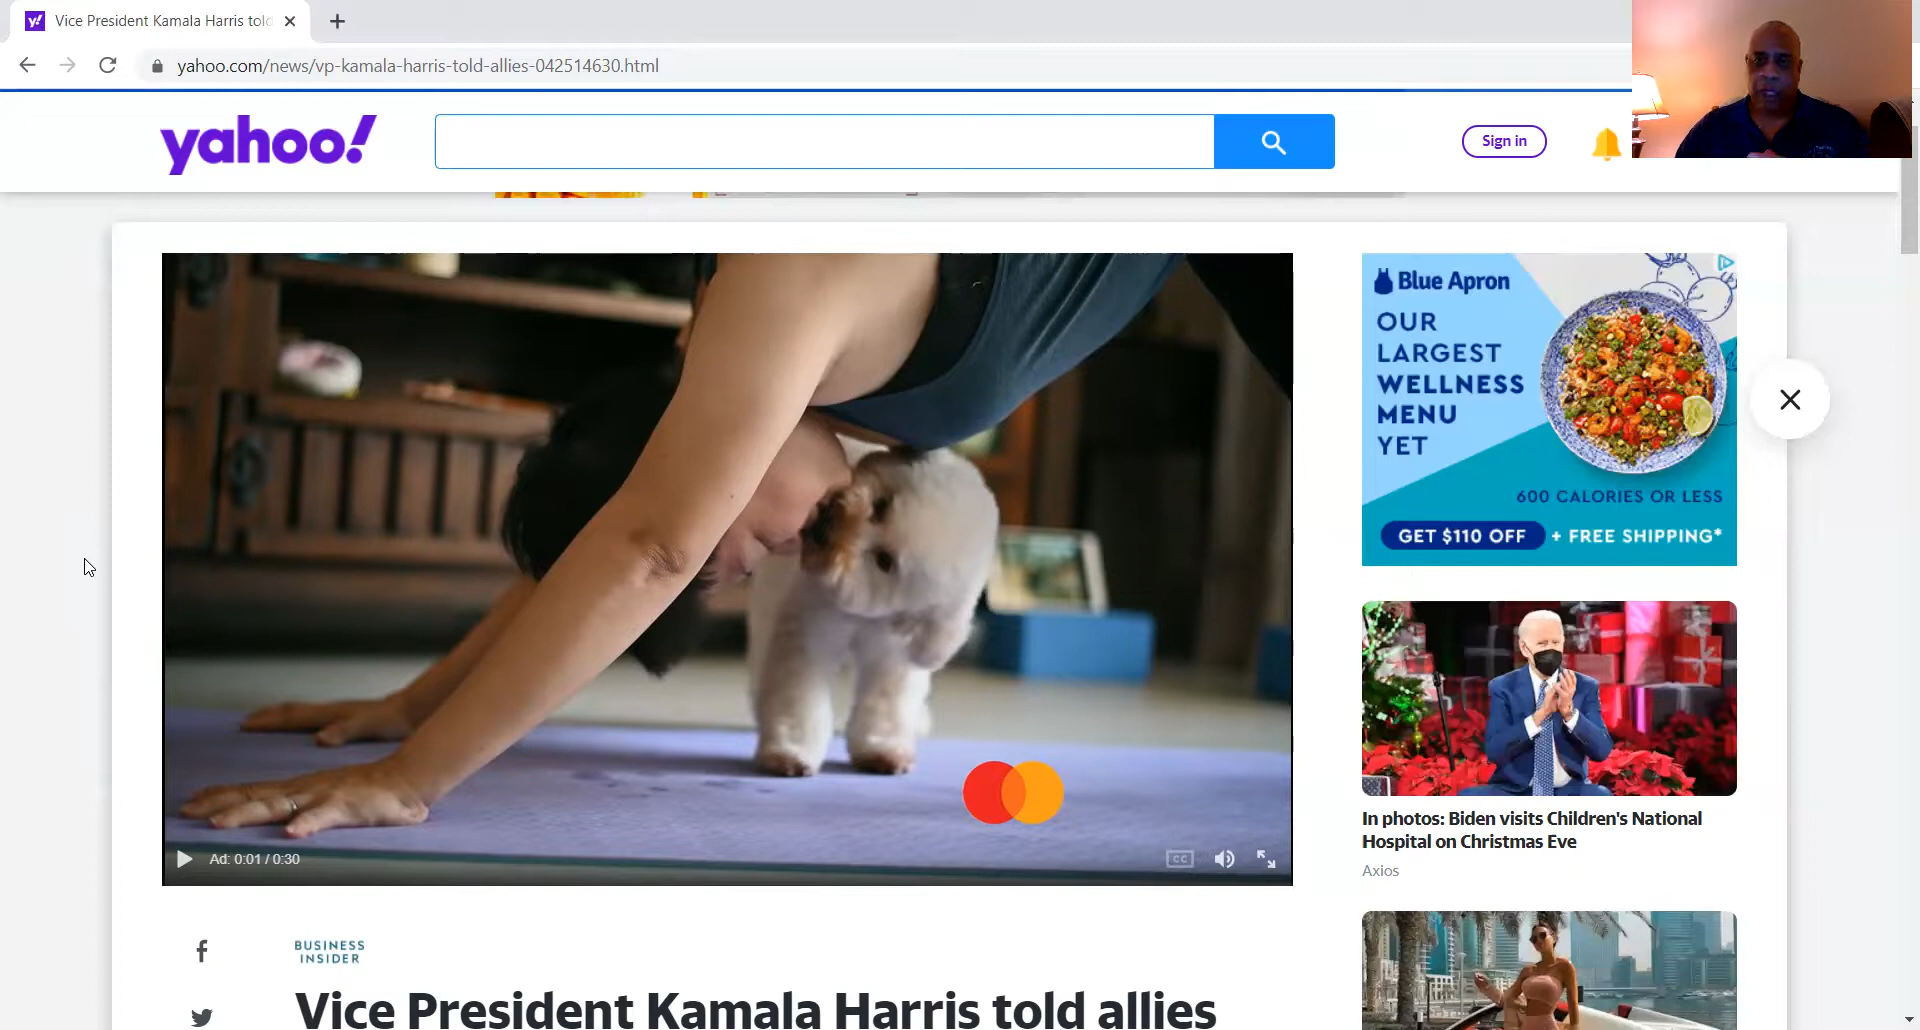 y!
Vice President Kamala Harris told
yahoo.com/news/vp-kamala-harris-told-allies-042514630.html
yahoo!
Sign in
Blue Apron
OUR
LARGEST
WELLNESS
MENU
YET
600 CALORIES OR LESS
GET $110 OFF + FREE SHIPPING*
In photos: Biden visits Children's National
Hospital on Christmas Eve
Axios
Ad: 0:01 / 0:30
CC
BUSINESS
INSIDER
Vice President Kamala Harris told allies